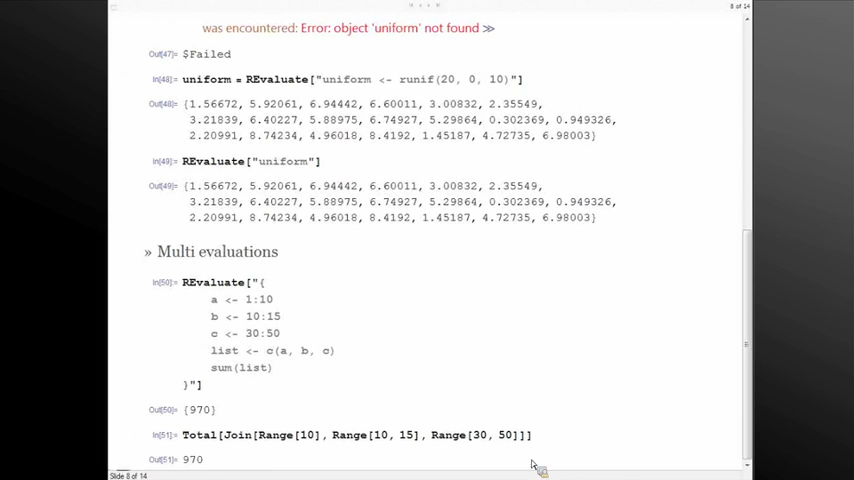 8 of 14
was encountered: Error: object 'uniform' not found ≫
Out[47]= $Failed
In[48]:= uniform = REvaluate["uniform <- runif(20, 0, 10)"]
Out[48]= {1.56672, 5.92061, 6.94442, 6.60011, 3.00832, 2.35549,
3.21839, 6.40227, 5.88975, 6.74927, 5.29864, 0.302369, 0.949326,
2.20991, 8.74234, 4.96018, 8.4192, 1.45187, 4.72735, 6.98003}
In[49]:= REvaluate["uniform"]
Out[49]= {1.56672, 5.92061, 6.94442, 6.60011, 3.00832, 2.35549,
3.21839, 6.40227, 5.88975, 6.74927, 5.29864, 0.302369, 0.949326,
2.20991, 8.74234, 4.96018, 8.4192, 1.45187, 4.72735, 6.98003}
» Multi evaluations
In[50]:= REvaluate["{
a <- 1:10
b <- 10:15
c <- 30:50
list <- c(a, b, c)
sum(list)
}"]
Out[50]= {970}
In[51]:= Total[Join[Range[10], Range[10, 15], Range[30, 50]]]
Out[51]= 970
Slide 8 of 14